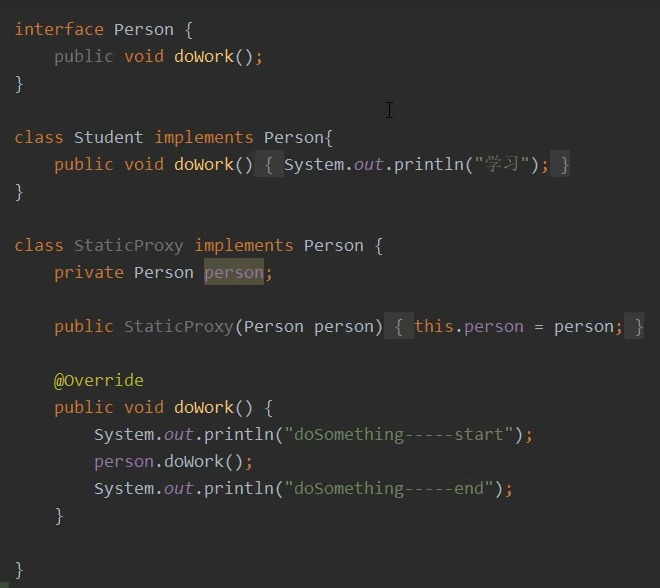 interface Person {
    public void doWork();
}
class Student implements Person{
    public void doWork() { System.out.println("学习"); }
}
class StaticProxy implements Person {
    private Person person;
    public StaticProxy(Person person) { this.person = person; }
    @Override
    public void doWork() {
        System.out.println("doSomething-----start");
        person.doWork();
        System.out.println("doSomething-----end");
    }
}